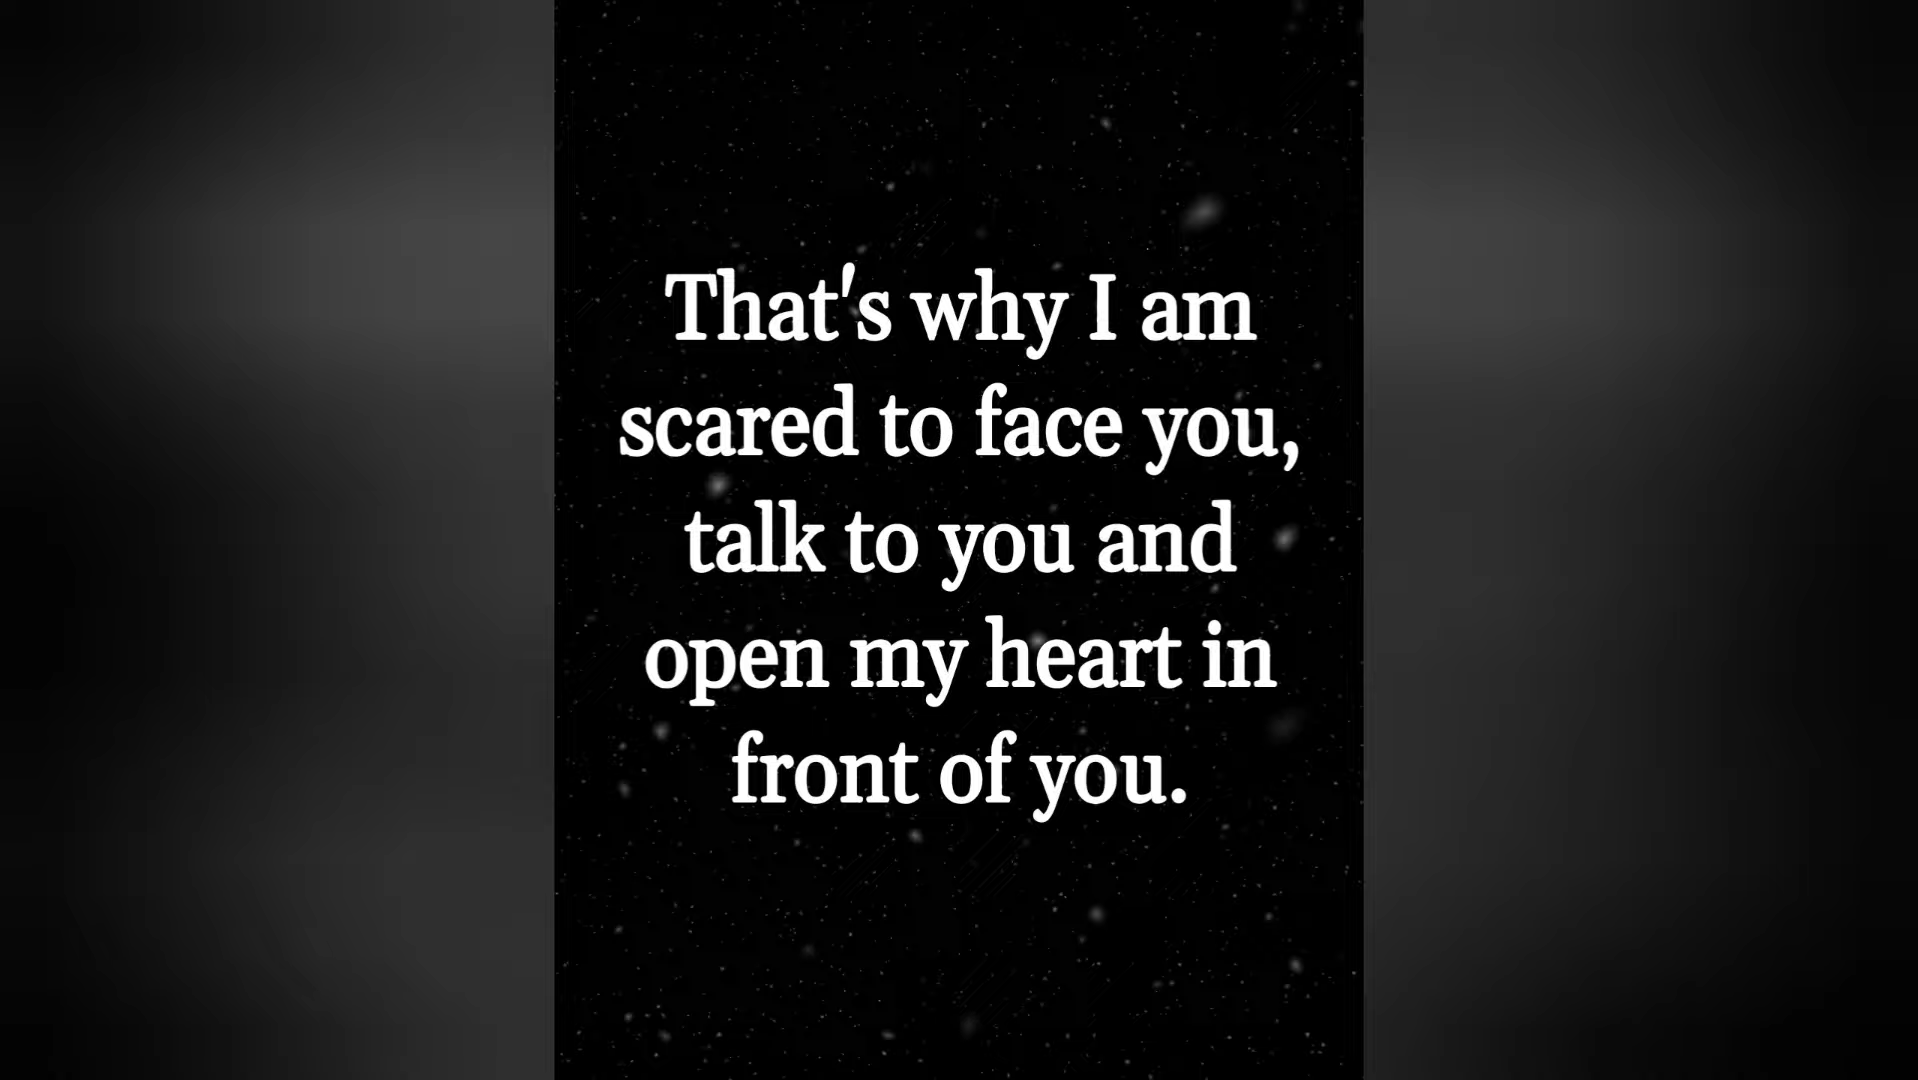 That's why I am
scared to face you,
talk to you and
open my heart in
front of you.